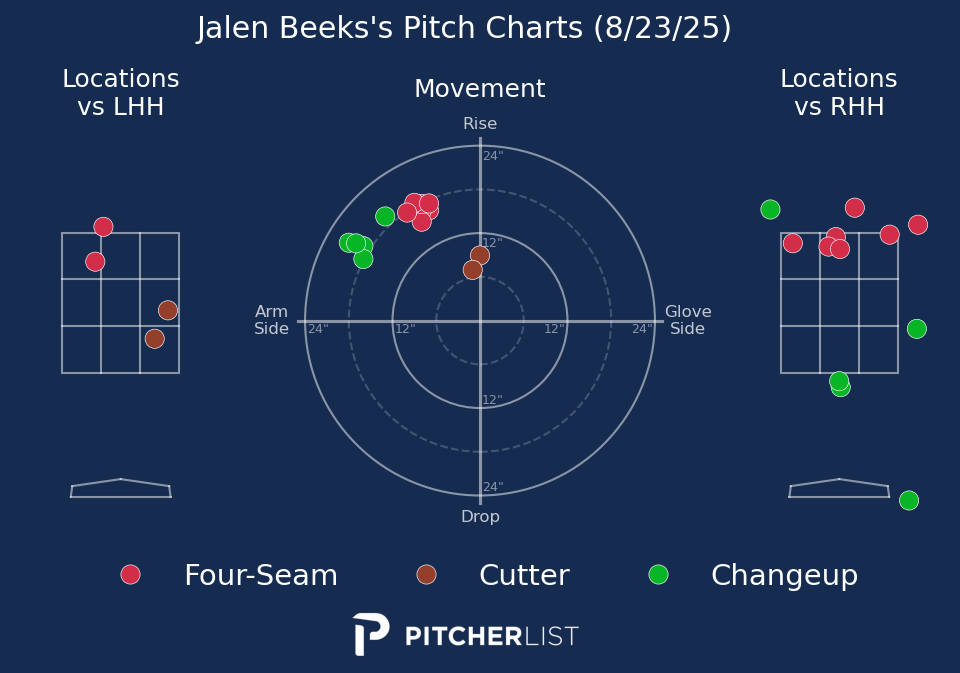 Jalen Beeks's Pitch Charts (8/23/25)
Locations
vs LHH
Movement
Locations
vs RHH
Rise
24"
12"
Arm
Side
24"
12"
12"
24"
Glove
Side
12"
24"
Drop
Four-Seam
Cutter
Changeup
PITCHERLIST